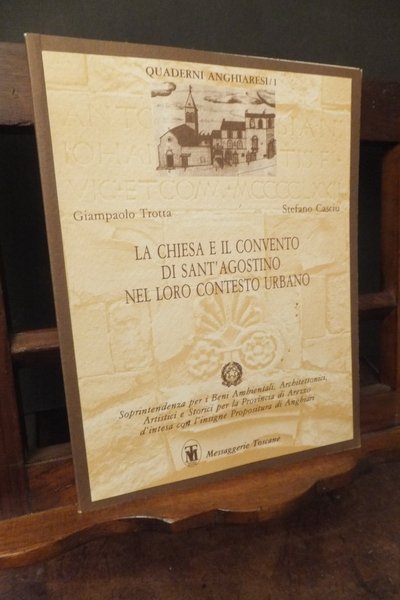 QUADERNI ANGHIARESI/1
Giampaolo Trotta
Stefano Casciu
LA CHIESA E IL CONVENTO
DI SANT'AGOSTINO
NEL LORO CONTESTO URBANO
Soprintendenza per i Beni Ambientali, Architettonici,
Artistici e Storici per la Provincia di Arezzo
d'intesa con l'insigne Propositura di Anghiari
Messaggerie Toscane